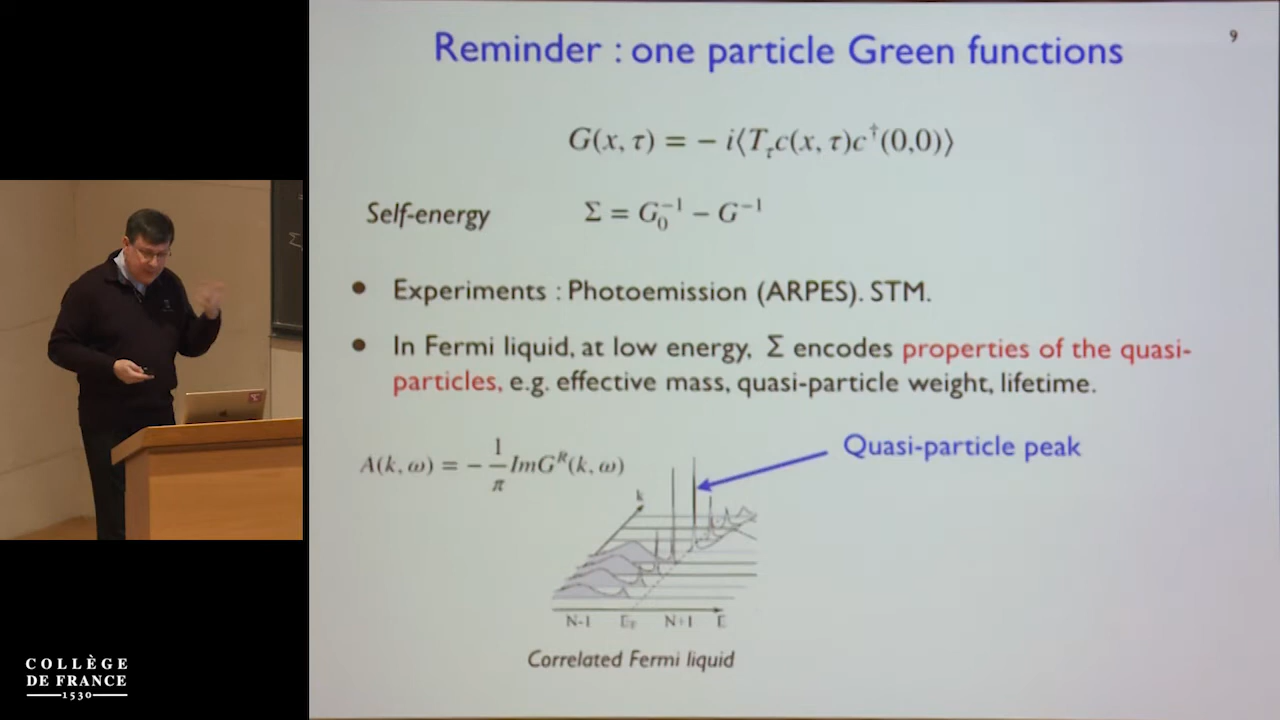 Reminder : one particle Green functions
9
G(x, τ) = − i⟨T_τ c(x, τ)c†(0,0)⟩
Self-energy Σ = G₀⁻¹ − G⁻¹
• Experiments : Photoemission (ARPES). STM.
• In Fermi liquid, at low energy, Σ encodes properties of the quasi-
particles, e.g. effective mass, quasi-particle weight, lifetime.
A(k, ω) = − 1/π ImGᴿ(k, ω)
Quasi-particle peak
k
N-1 E_F N+1 E
Correlated Fermi liquid
COLLÈGE
DE FRANCE
1530